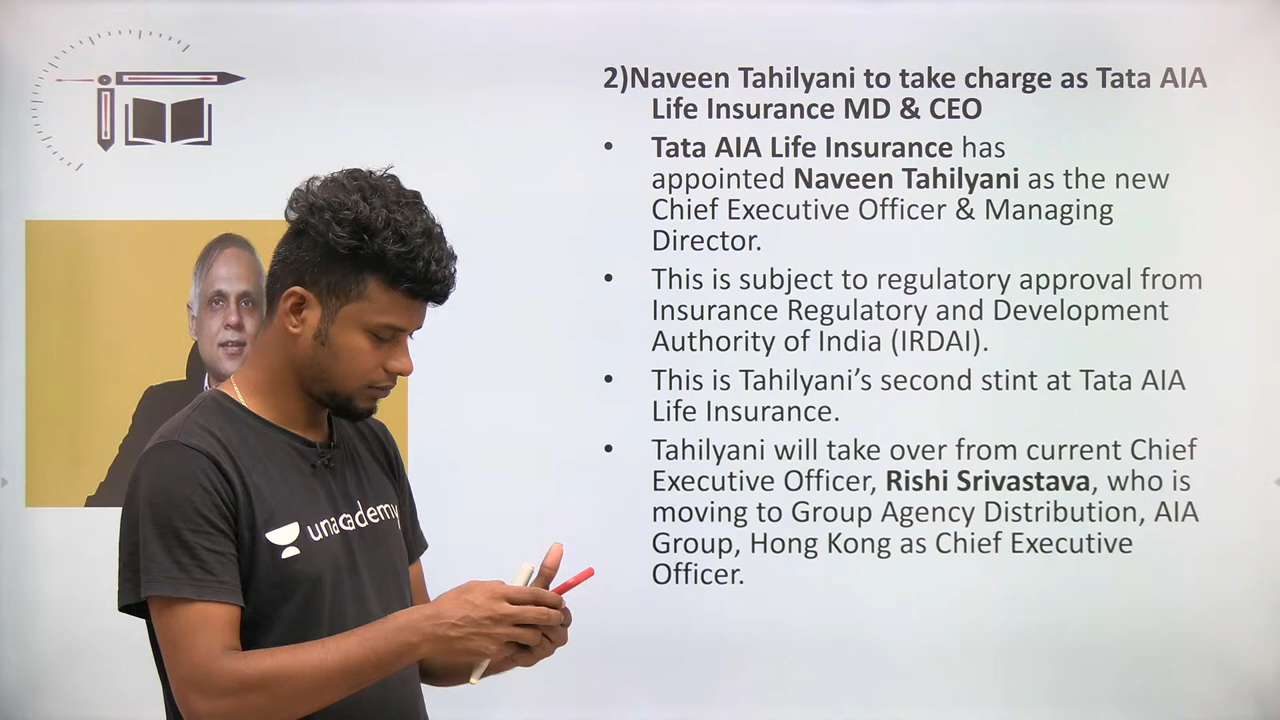 2)Naveen Tahilyani to take charge as Tata AIA
Life Insurance MD & CEO
• Tata AIA Life Insurance has
appointed Naveen Tahilyani as the new
Chief Executive Officer & Managing
Director.
• This is subject to regulatory approval from
Insurance Regulatory and Development
Authority of India (IRDAI).
• This is Tahilyani’s second stint at Tata AIA
Life Insurance.
• Tahilyani will take over from current Chief
Executive Officer, Rishi Srivastava, who is
moving to Group Agency Distribution, AIA
Group, Hong Kong as Chief Executive
Officer.
unacademy